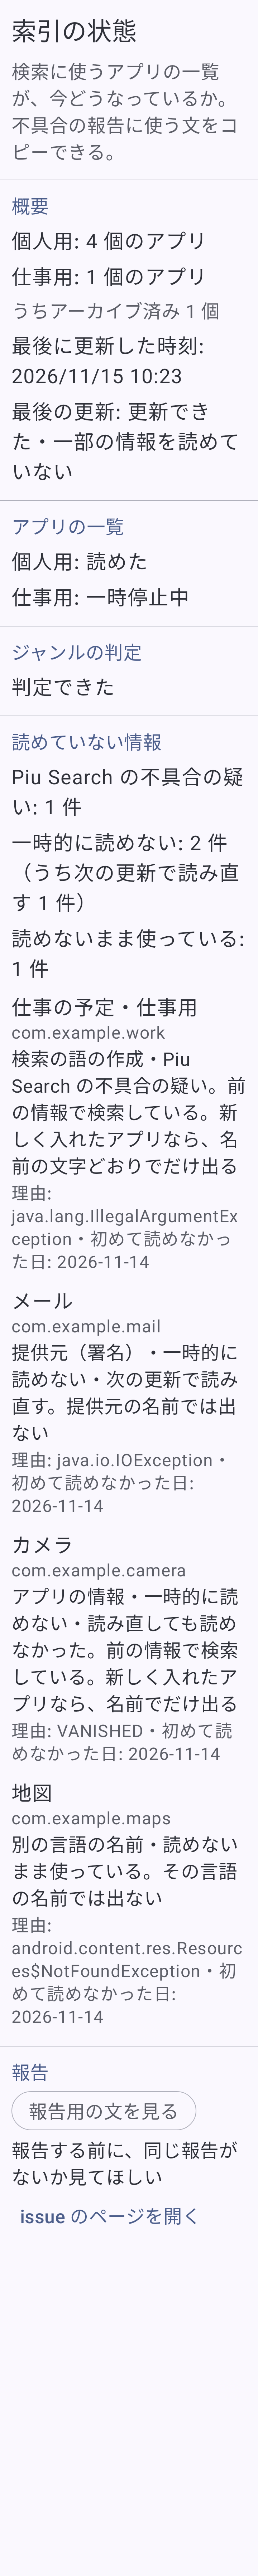 索引の状態
検索に使うアプリの一覧
が、今どうなっているか。
不具合の報告に使う文をコ
ピーできる。
概要
個人用: 4 個のアプリ
仕事用: 1 個のアプリ
うちアーカイブ済み 1 個
最後に更新した時刻:
2026/11/15 10:23
最後の更新: 更新でき
た・一部の情報を読めて
いない
アプリの一覧
個人用: 読めた
仕事用: 一時停止中
ジャンルの判定
判定できた
読めていない情報
Piu Search の不具合の疑
い: 1 件
一時的に読めない: 2 件
（うち次の更新で読み直
す 1 件）
読めないまま使っている:
1 件
仕事の予定・仕事用
com.example.work
検索の語の作成・Piu
Search の不具合の疑い。前
の情報で検索している。新
しく入れたアプリなら、名
前の文字どおりでだけ出る
理由:
java.lang.IllegalArgumentEx
ception・初めて読めなかっ
た日: 2026-11-14
メール
com.example.mail
提供元（署名）・一時的に
読めない・次の更新で読み
直す。提供元の名前では出
ない
理由: java.io.IOException・
初めて読めなかった日:
2026-11-14
カメラ
com.example.camera
アプリの情報・一時的に読
めない・読み直しても読め
なかった。前の情報で検索
している。新しく入れたア
プリなら、名前でだけ出る
理由: VANISHED・初めて読
めなかった日: 2026-11-14
地図
com.example.maps
別の言語の名前・読めない
まま使っている。その言語
の名前では出ない
理由:
android.content.res.Resourc
es$NotFoundException・初
めて読めなかった日:
2026-11-14
報告
報告用の文を見る
報告する前に、同じ報告が
ないか見てほしい
issue のページを開く